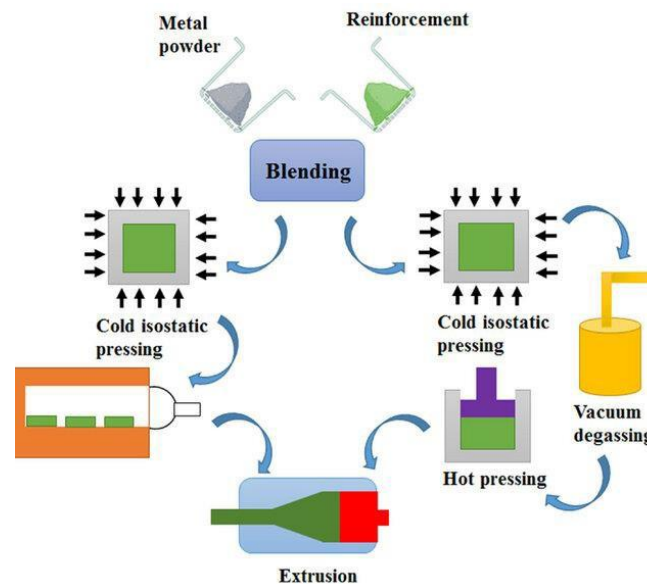 Metal
powder
Reinforcement
Blending
Cold isostatic
pressing
Cold isostatic
pressing
Vacuum
degassing
Hot pressing
Extrusion